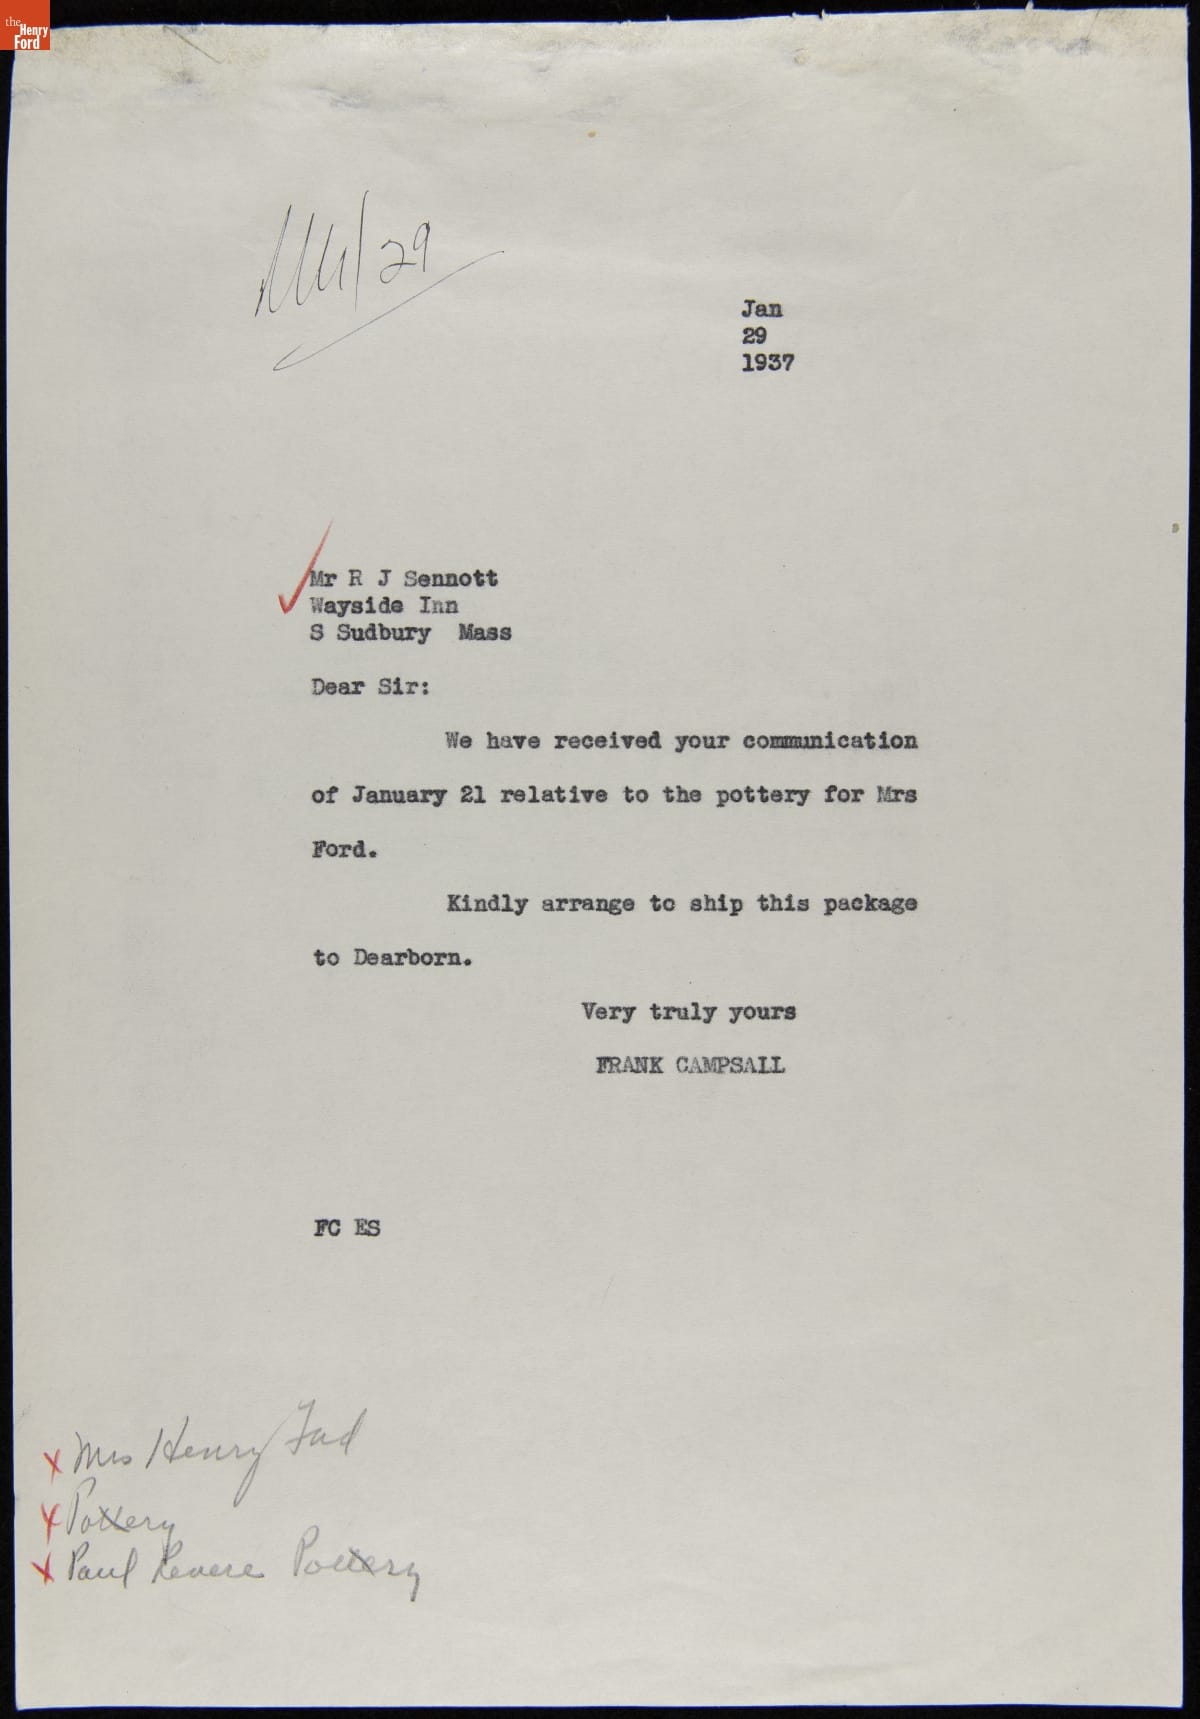 the
Henry
Ford
29
Jan
29
1937
Mr R J Sennott
Wayside Inn
S Sudbury Mass
Dear Sir:
We have received your communication
of January 21 relative to the pottery for Mrs
Ford.
Kindly arrange to ship this package
to Dearborn.
Very truly yours
FRANK CAMPSALL
FC ES
x Mrs Henry Ford
x Pottery
x Paul Revere Pottery